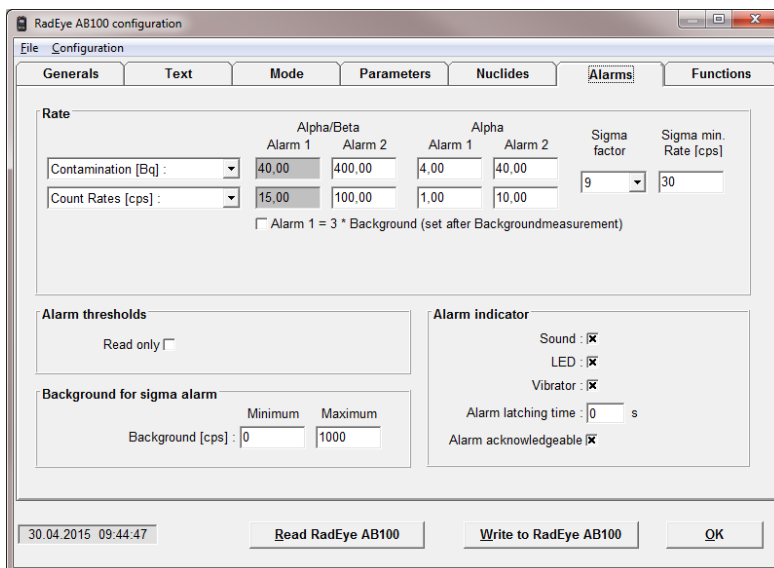 RadEye AB100 configuration
File Configuration
Generals Text Mode Parameters Nuclides Alarms Functions
Rate
Alpha/Beta Alpha
Alarm 1 Alarm 2 Alarm 1 Alarm 2 Sigma factor Sigma min. Rate [cps]
Contamination [Bq] : 40,00 400,00 4,00 40,00
9 30
Count Rates [cps] : 15,00 100,00 1,00 10,00
Alarm 1 = 3 * Background (set after Backgroundmeasurement)
Alarm thresholds
Read only
Background for sigma alarm
Minimum Maximum
Background [cps] : 0 1000
Alarm indicator
Sound :
LED :
Vibrator :
Alarm latching time : 0 s
Alarm acknowledgeable
30.04.2015 09:44:47 Read RadEye AB100 Write to RadEye AB100 OK